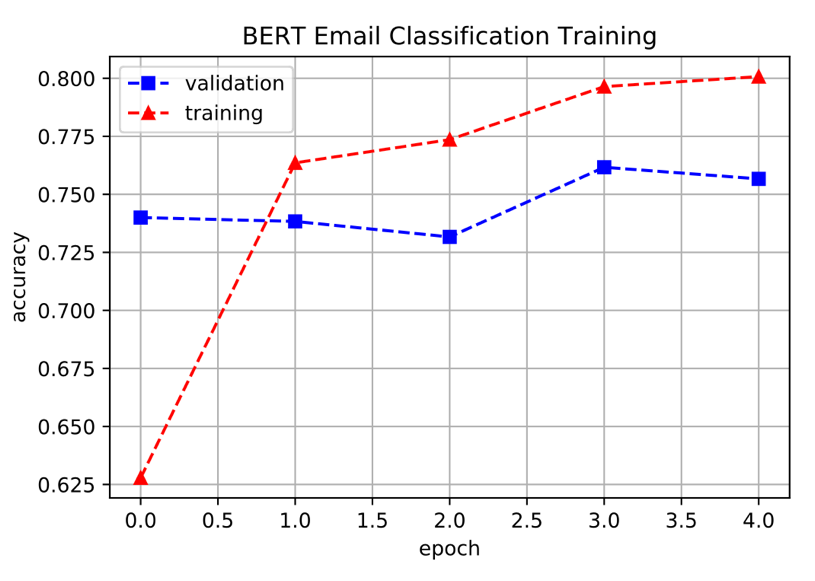 BERT Email Classification Training
validation
training
0.800
0.775
0.750
0.725
0.700
0.675
0.650
0.625
accuracy
0.0 0.5 1.0 1.5 2.0 2.5 3.0 3.5 4.0
epoch